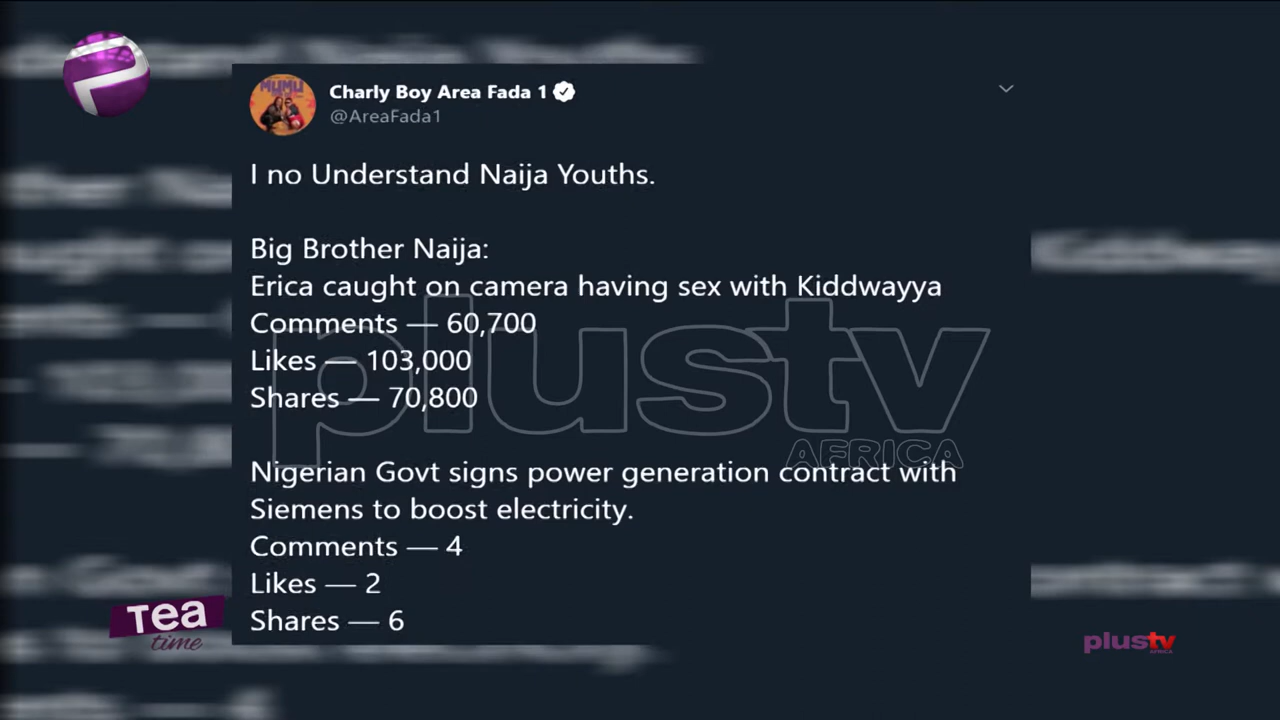 Charly Boy Area Fada 1
@AreaFada1
I no Understand Naija Youths.
Big Brother Naija:
Erica caught on camera having sex with Kiddwayya
Comments — 60,700
Likes — 103,000
Shares — 70,800
Nigerian Govt signs power generation contract with
Siemens to boost electricity.
Comments — 4
Likes — 2
Shares — 6
plustv
AFRICA
Tea
time
plustv
AFRICA